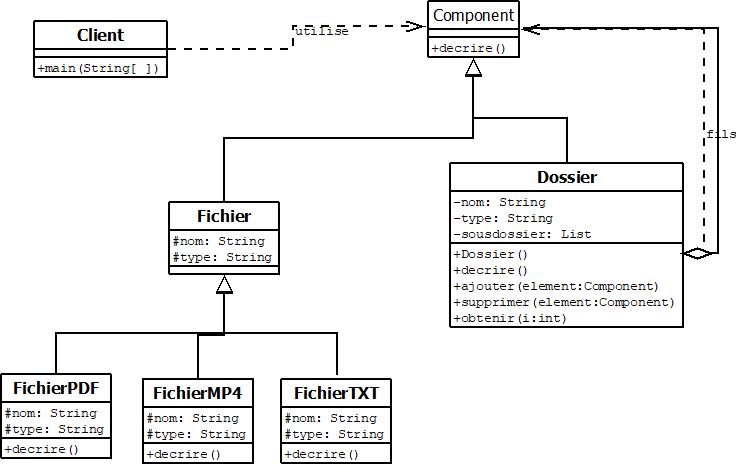 Client
+main(String[ ])
utilise
Component
+decrire()
fils
Fichier
#nom: String
#type: String
Dossier
-nom: String
-type: String
-sousdossier: List
+Dossier()
+decrire()
+ajouter(element:Component)
+supprimer(element:Component)
+obtenir(i:int)
FichierPDF
#nom: String
#type: String
+decrire()
FichierMP4
#nom: String
#type: String
+decrire()
FichierTXT
#nom: String
#type: String
+decrire()